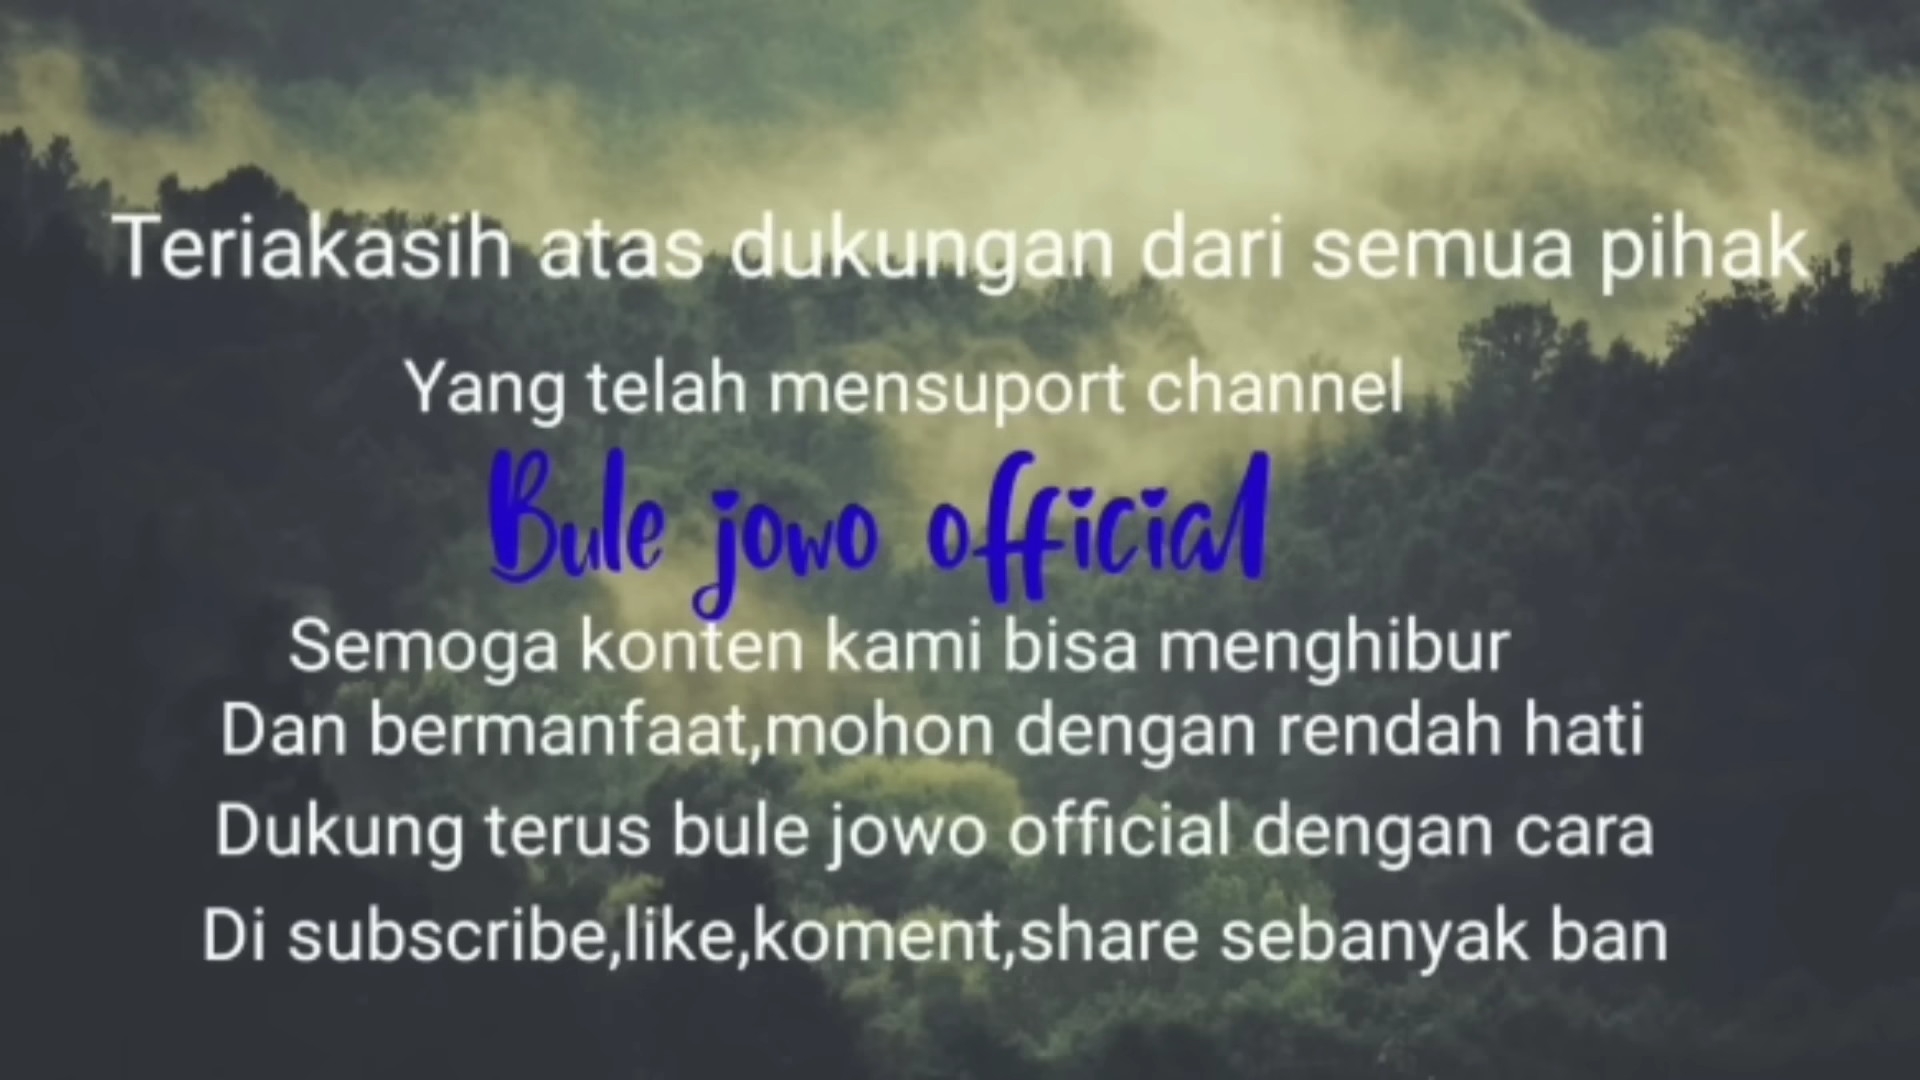 Teriakasih atas dukungan dari semua pihak
Yang telah mensuport channel
Bule jowo official
Semoga konten kami bisa menghibur
Dan bermanfaat,mohon dengan rendah hati
Dukung terus bule jowo official dengan cara
Di subscribe,like,koment,share sebanyak ban